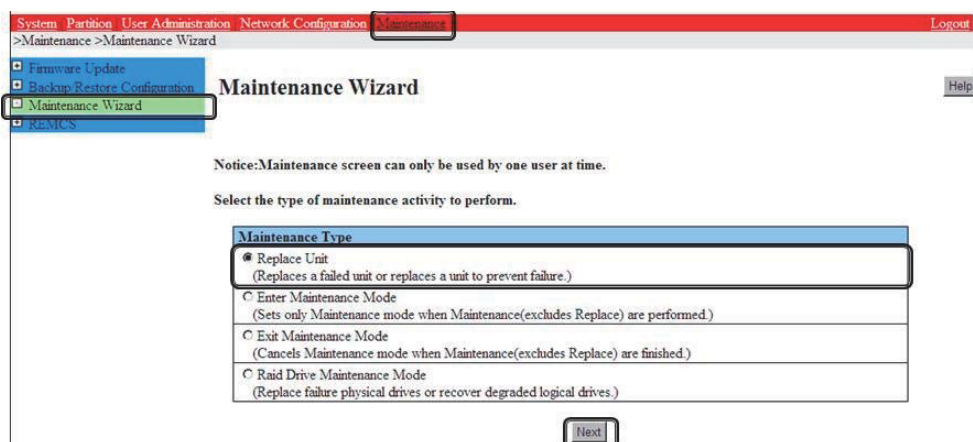 System Partition User Administration Network Configuration Maintenance Logout
>Maintenance >Maintenance Wizard
Firmware Update
Backup/Restore Configuration
Maintenance Wizard
REMCS
Maintenance Wizard
Help
Notice:Maintenance screen can only be used by one user at time.
Select the type of maintenance activity to perform.
Maintenance Type
Replace Unit
(Replaces a failed unit or replaces a unit to prevent failure.)
Enter Maintenance Mode
(Sets only Maintenance mode when Maintenance(excludes Replace) are performed.)
Exit Maintenance Mode
(Cancels Maintenance mode when Maintenance(excludes Replace) are finished.)
Raid Drive Maintenance Mode
(Replace failure physical drives or recover degraded logical drives.)
Next